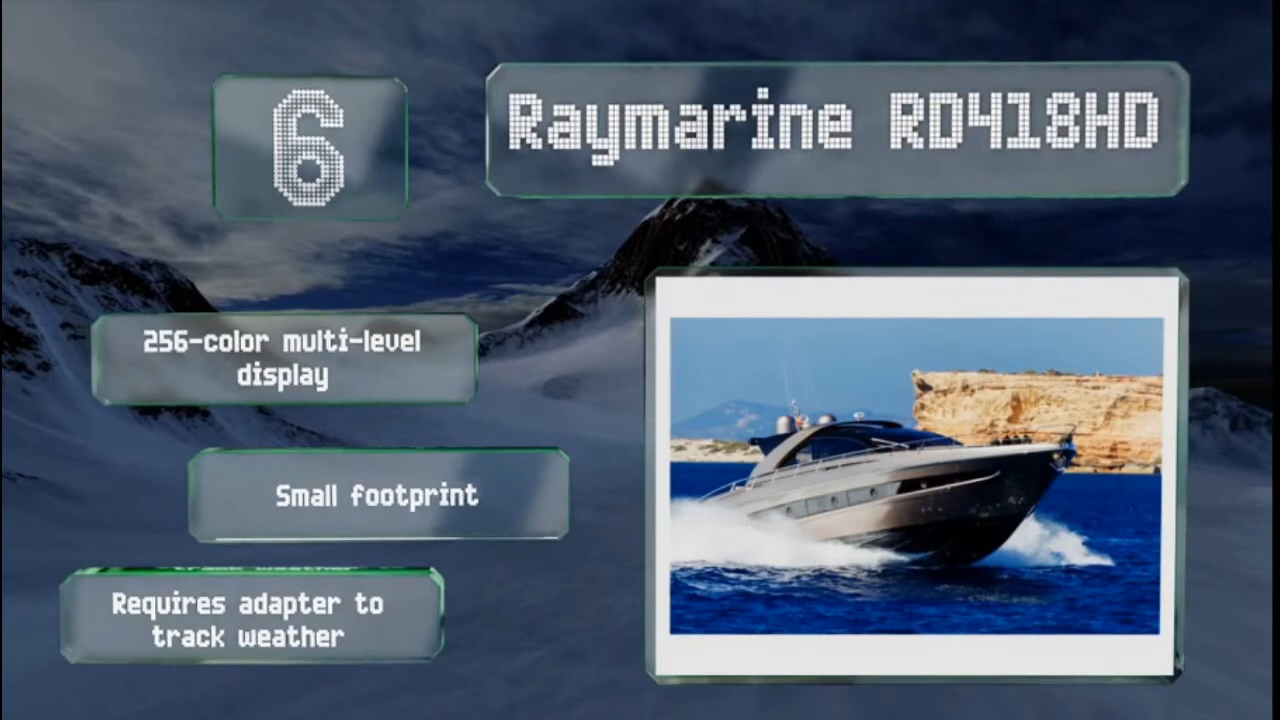 6
Raymarine RD418HD
256-color multi-level
display
Small footprint
Requires adapter to
track weather